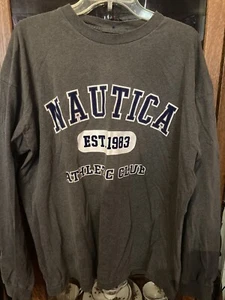 NAUTICA
EST. 1983
ATHLETIC CLUB